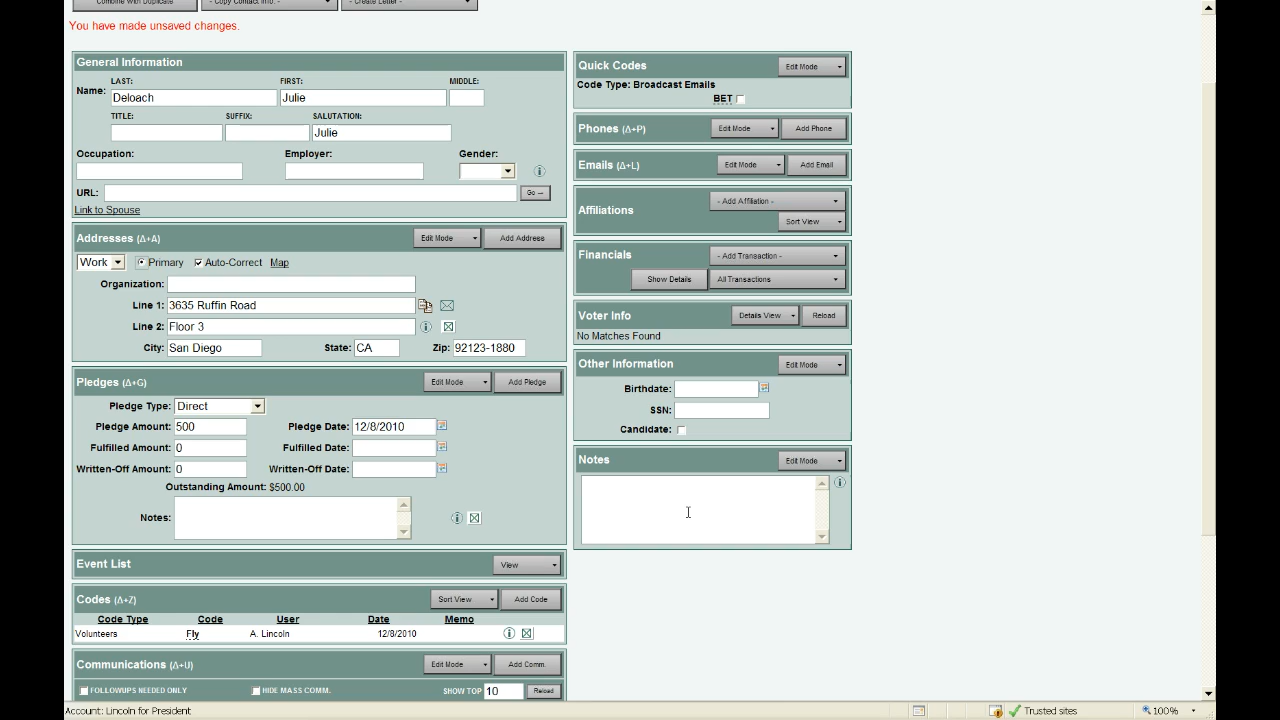 Combine With Duplicate - Copy Contact Info. - - Create Letter -
You have made unsaved changes.
General Information
LAST: FIRST: MIDDLE:
Name: Deloach Julie
TITLE: SUFFIX: SALUTATION:
Julie
Occupation: Employer: Gender:
URL: Go →
Link to Spouse
Addresses (Δ+A) Edit Mode Add Address
Work Primary Auto-Correct Map
Organization:
Line 1: 3635 Ruffin Road
Line 2: Floor 3
City: San Diego State: CA Zip: 92123-1880
Pledges (Δ+G) Edit Mode Add Pledge
Pledge Type: Direct
Pledge Amount: 500 Pledge Date: 12/8/2010
Fulfilled Amount: 0 Fulfilled Date:
Written-Off Amount: 0 Written-Off Date:
Outstanding Amount: $500.00
Notes:
Event List View
Codes (Δ+Z) Sort View Add Code
Code Type Code User Date Memo
Volunteers Fly A. Lincoln 12/8/2010
Communications (Δ+U) Edit Mode Add Comm.
FOLLOWUPS NEEDED ONLY HIDE MASS COMM. SHOW TOP 10 Reload
Quick Codes Edit Mode
Code Type: Broadcast Emails
BET
Phones (Δ+P) Edit Mode Add Phone
Emails (Δ+L) Edit Mode Add Email
Affiliations - Add Affiliation -
Sort View
Financials - Add Transaction -
Show Details All Transactions
Voter Info Details View Reload
No Matches Found
Other Information Edit Mode
Birthdate:
SSN:
Candidate:
Notes Edit Mode
Account: Lincoln for President Trusted sites 100%